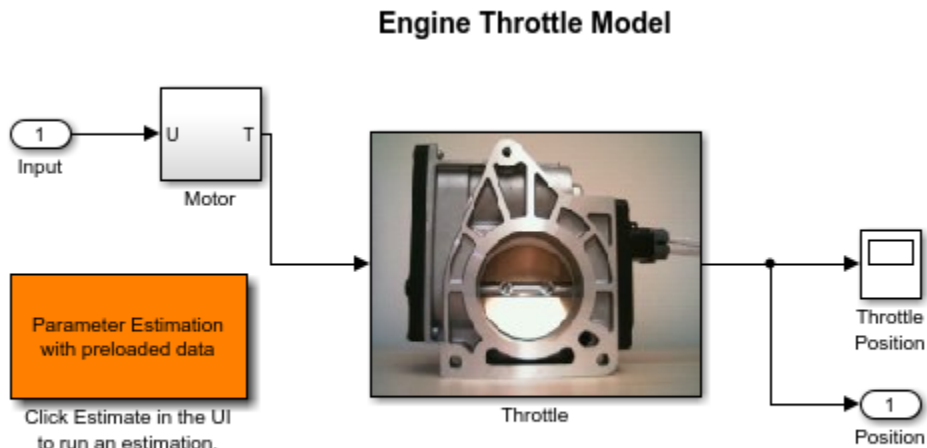 Engine Throttle Model
1
Input
U T
Motor
Parameter Estimation
with preloaded data
Click Estimate in the UI
to run an estimation.
Throttle
Throttle
Position
1
Position